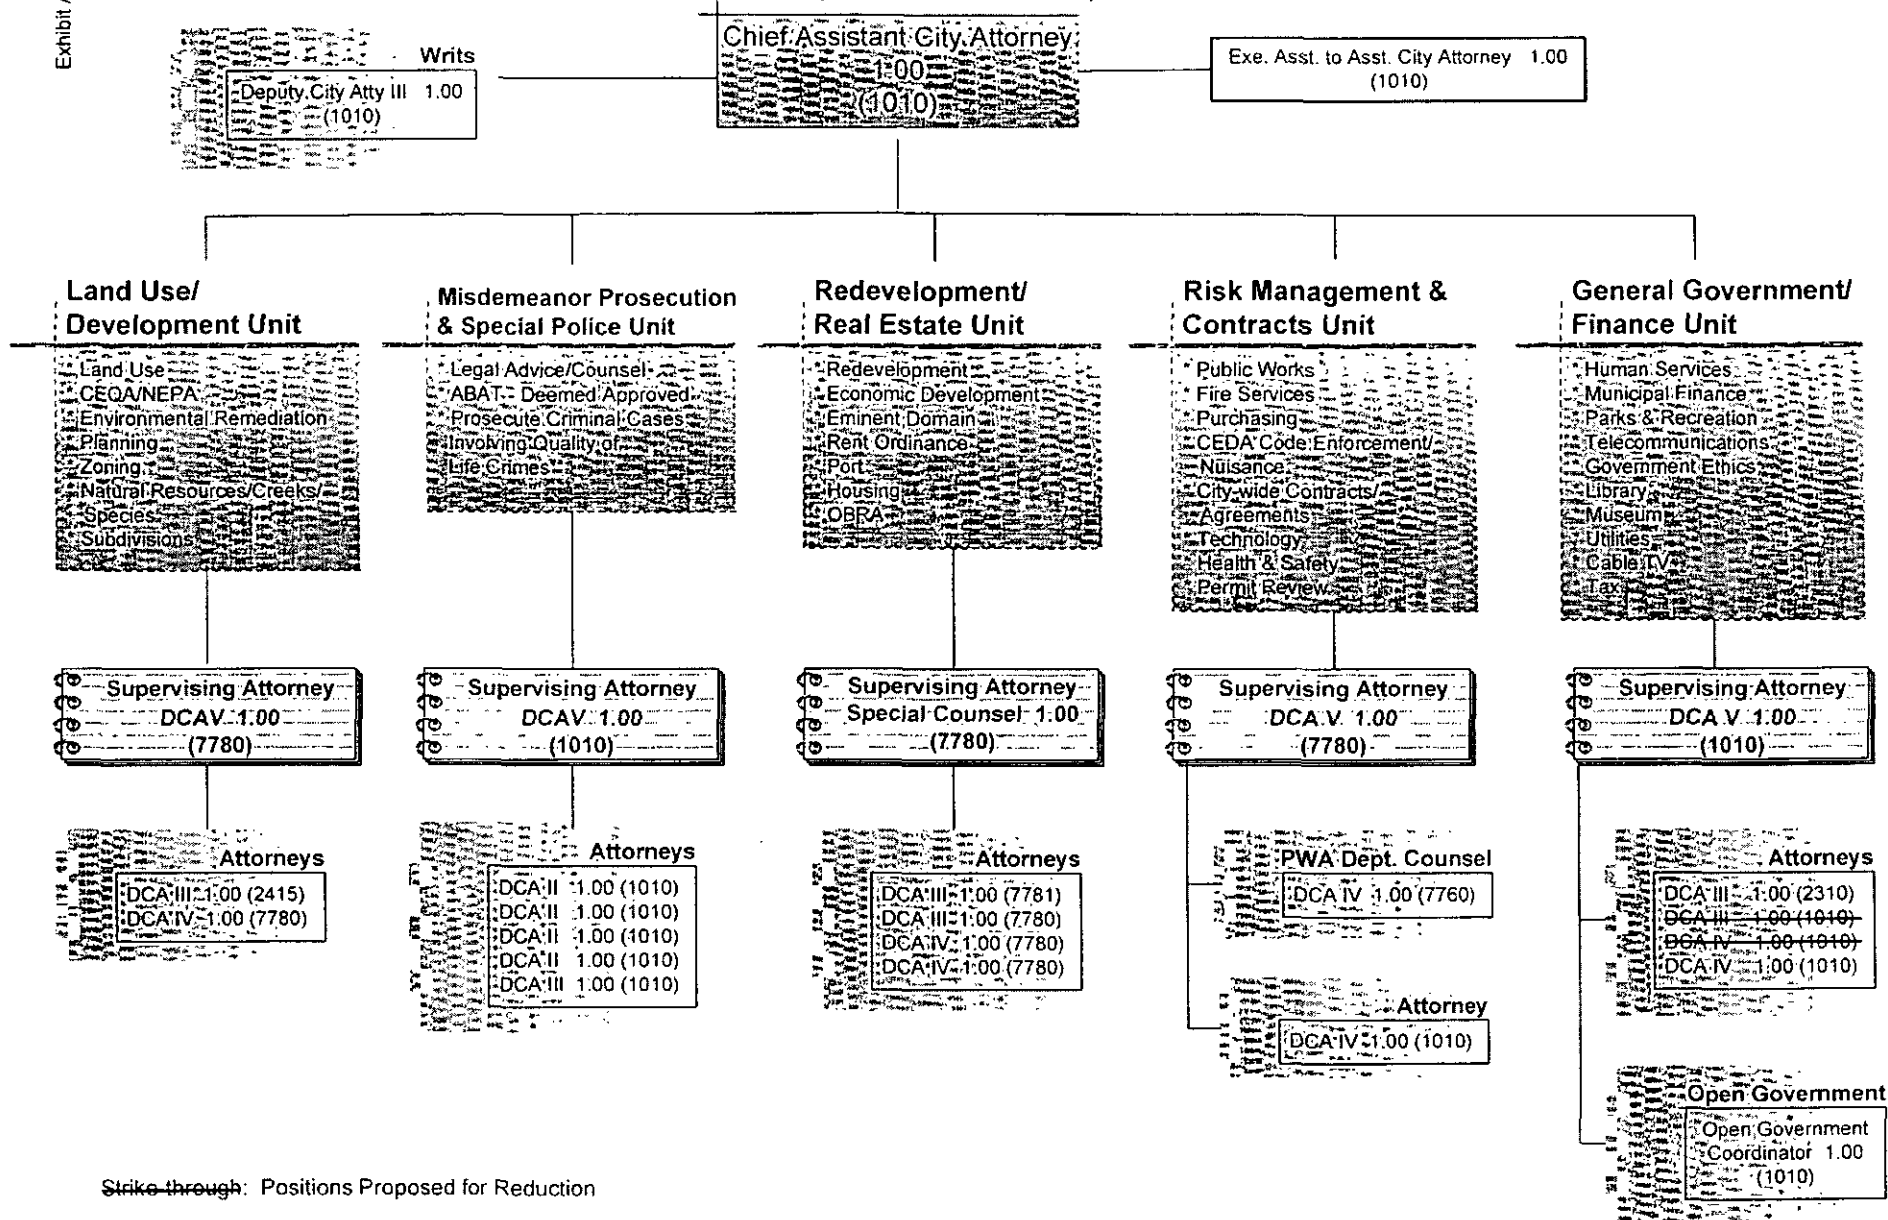 Exhibit
Writs
Deputy City Atty III 1.00
(1010)
Chief Assistant City Attorney
1.00
(1010)
Exe. Asst. to Asst. City Attorney 1.00
(1010)
Land Use/
Development Unit
Land Use
CEQA/NEPA
Environmental Remediation
Planning
Zoning
Natural Resources/Creeks/
Species
Subdivisions
Supervising Attorney
DCAV 1.00
(7780)
Attorneys
DCA III 1.00 (2415)
DCA IV 1.00 (7780)
Misdemeanor Prosecution
& Special Police Unit
Legal Advice/Counsel
ABAT - Deemed Approved
Prosecute Criminal Cases
Involving Quality of
Life Crimes
Supervising Attorney
DCAV 1.00
(1010)
Attorneys
DCA II 1.00 (1010)
DCA II 1.00 (1010)
DCA II 1.00 (1010)
DCA II 1.00 (1010)
DCA III 1.00 (1010)
Redevelopment/
Real Estate Unit
Redevelopment
Economic Development
Eminent Domain
Rent Ordinance
Port
Housing
OBRA
Supervising Attorney
Special Counsel 1.00
(7780)
Attorneys
DCA III 1.00 (7781)
DCA III 1.00 (7780)
DCA IV 1.00 (7780)
DCA IV 1.00 (7780)
Risk Management &
Contracts Unit
Public Works
Fire Services
Purchasing
CEDA Code Enforcement/
Nuisance
City-wide Contracts/
Agreements
Technology
Health & Safety
Permit Review
Supervising Attorney
DCA V 1.00
(7780)
PWA Dept. Counsel
DCA IV 1.00 (7760)
Attorney
DCA IV 1.00 (1010)
General Government/
Finance Unit
Human Services
Municipal Finance
Parks & Recreation
Telecommunications
Government Ethics
Library
Museum
Utilities
Cable TV
Tax
Supervising Attorney
DCA V 1.00
(1010)
Attorneys
DCA III 1.00 (2310)
DCA III 1.00 (1010)
DCA IV 1.00 (1010)
DCA IV 1.00 (1010)
Open Government
Open Government
Coordinator 1.00
(1010)
Strike-through: Positions Proposed for Reduction